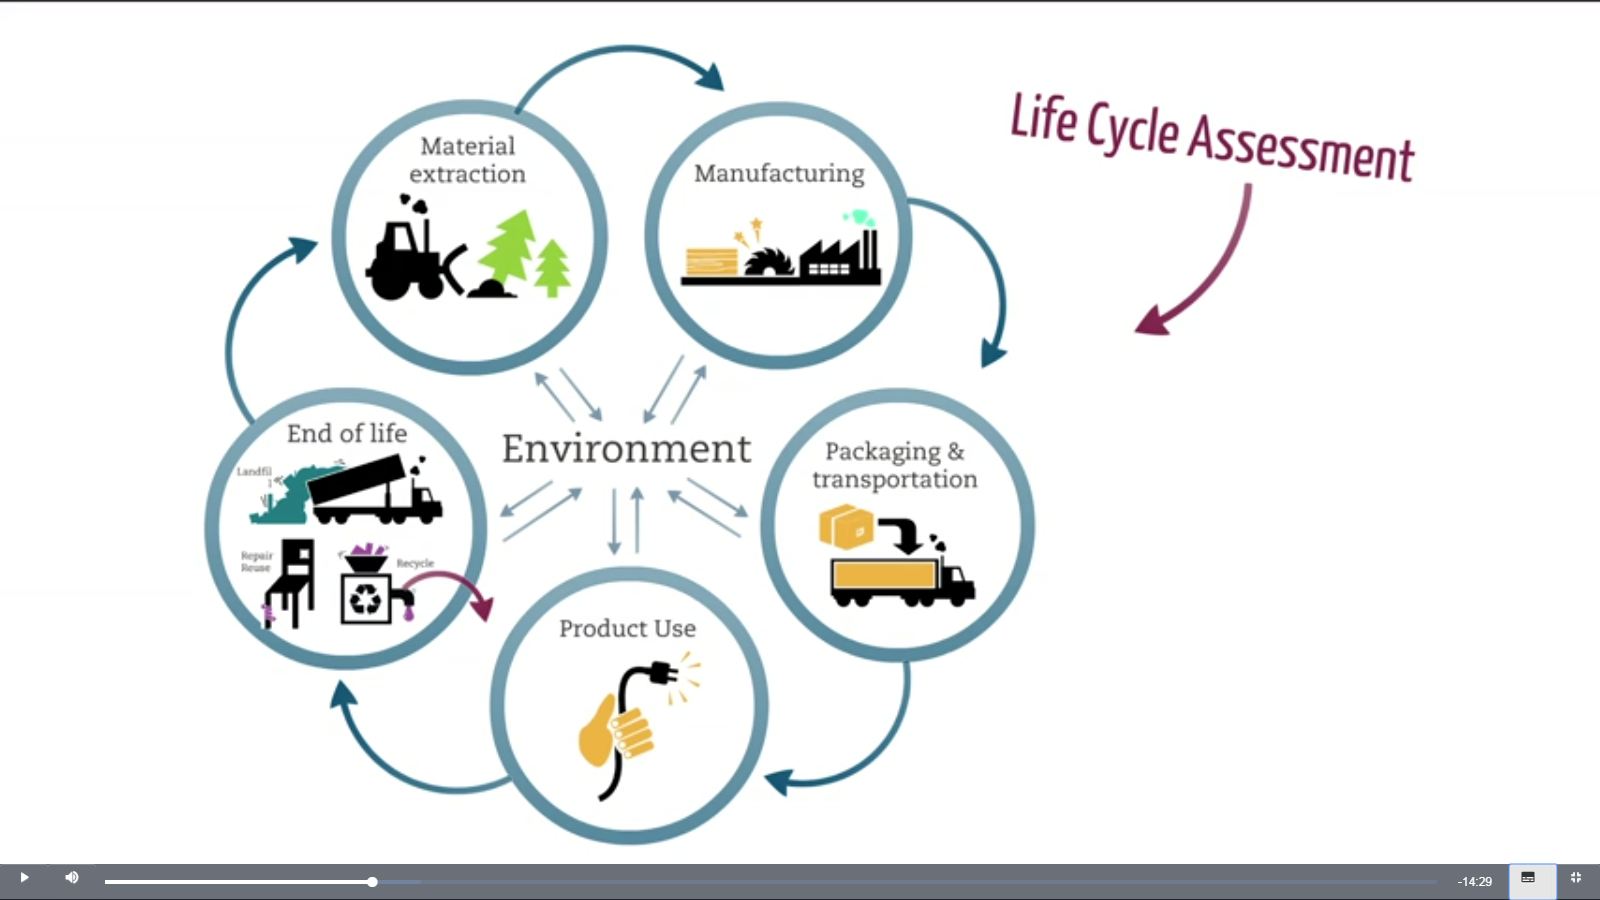 Life Cycle Assessment
Material
extraction
Manufacturing
Environment
End of life
Landfil
l
Repair
Reuse
Recycle
Packaging &
transportation
Product Use
-14:29